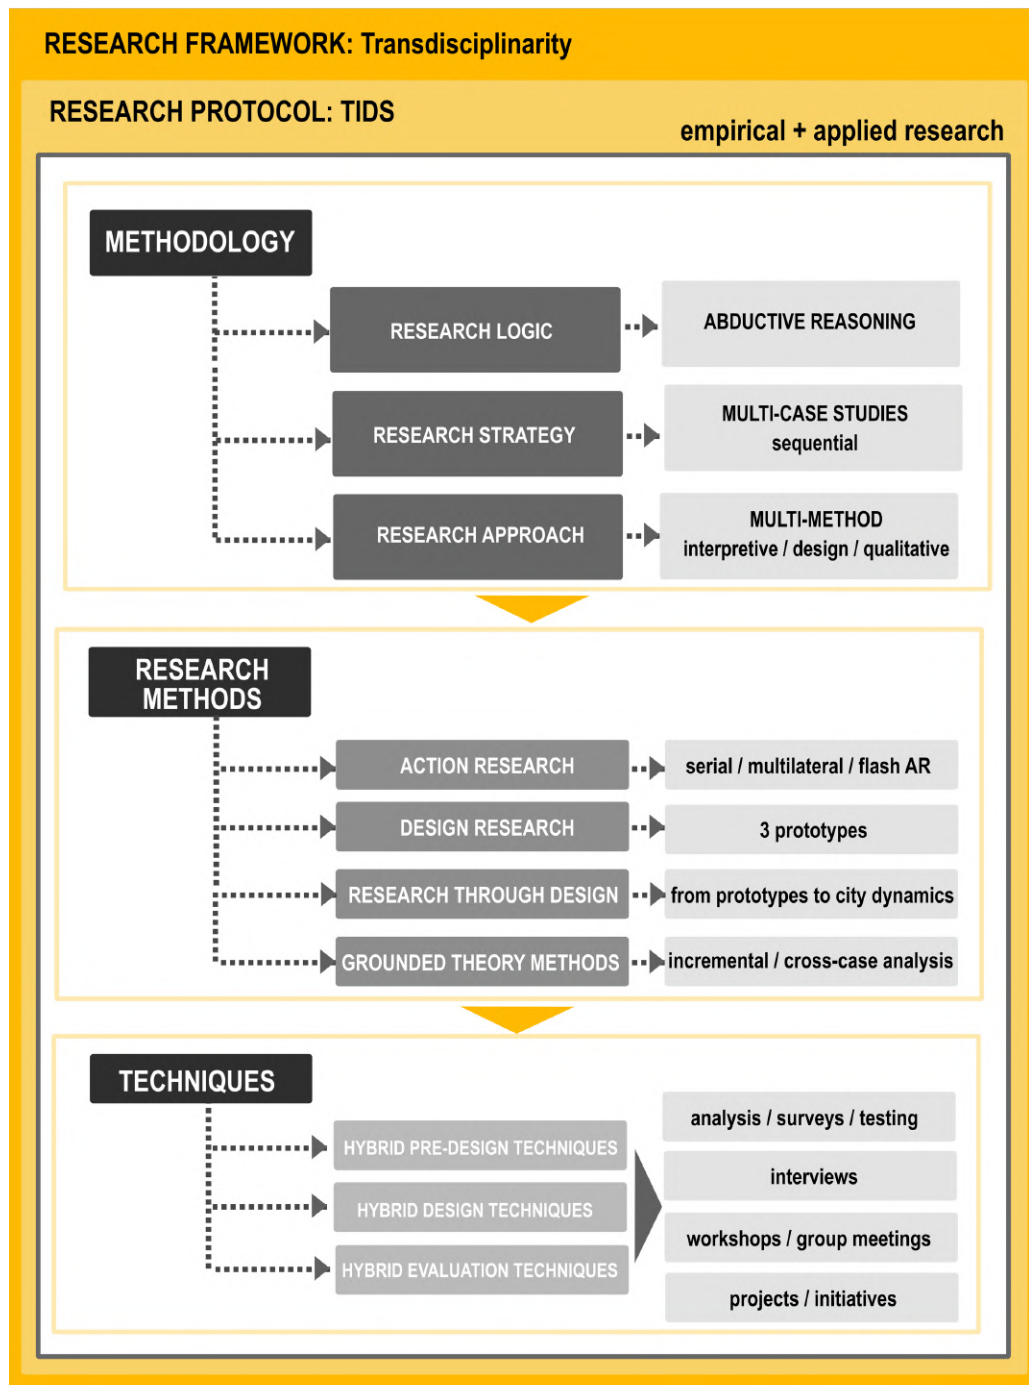 RESEARCH FRAMEWORK: Transdisciplinarity
RESEARCH PROTOCOL: TIDS
empirical + applied research
METHODOLOGY
RESEARCH LOGIC
ABDUCTIVE REASONING
RESEARCH STRATEGY
MULTI-CASE STUDIES
sequential
RESEARCH APPROACH
MULTI-METHOD
interpretive / design / qualitative
RESEARCH
METHODS
ACTION RESEARCH
serial / multilateral / flash AR
DESIGN RESEARCH
3 prototypes
RESEARCH THROUGH DESIGN
from prototypes to city dynamics
GROUNDED THEORY METHODS
incremental / cross-case analysis
TECHNIQUES
HYBRID PRE-DESIGN TECHNIQUES
HYBRID DESIGN TECHNIQUES
HYBRID EVALUATION TECHNIQUES
analysis / surveys / testing
interviews
workshops / group meetings
projects / initiatives